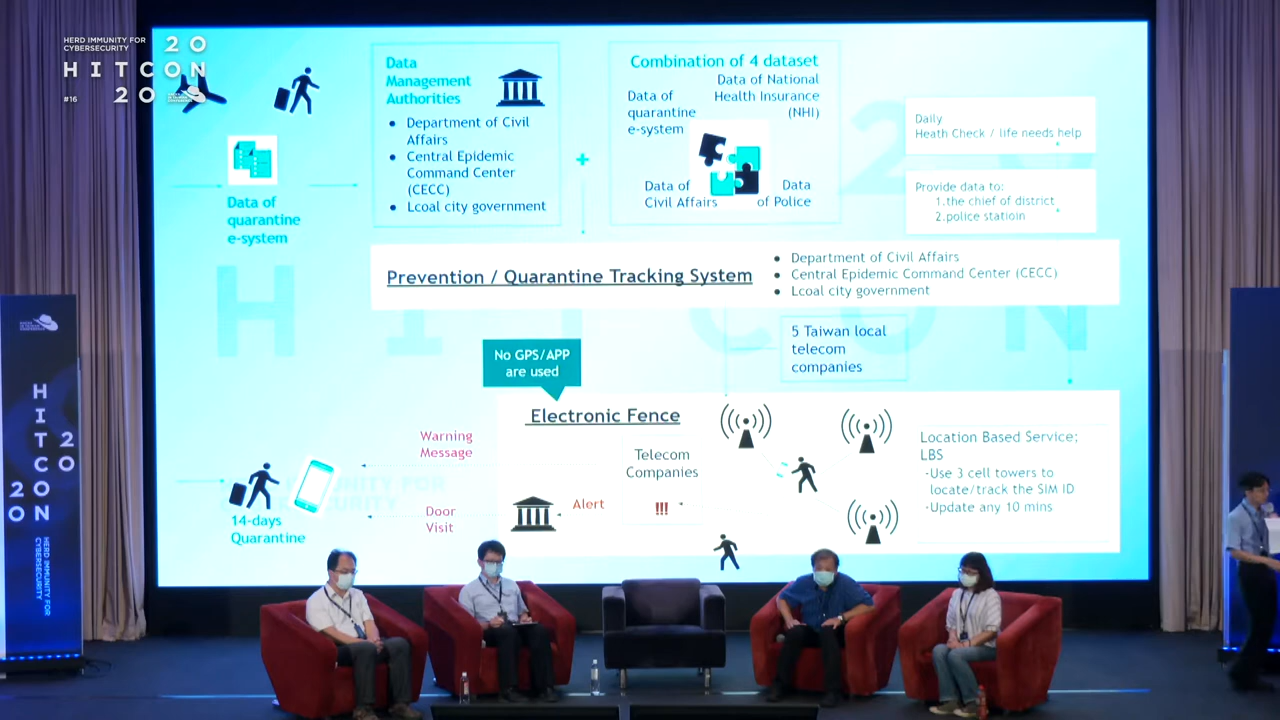 HERD IMMUNITY FOR
CYBERSECURITY
20
HITCON
#16
20
Data
Management
Authorities
● Department of Civil
Affairs
● Central Epidemic
Command Center
(CECC)
● Lcoal city government
+
Combination of 4 dataset
Data of National
Health Insurance
(NHI)
Data of
quarantine
e-system
Data of
Civil Affairs
Data
of Police
Daily
Heath Check / life needs help
Provide data to:
1.the chief of district
2.police statioin
Data of
quarantine
e-system
Prevention / Quarantine Tracking System
● Department of Civil Affairs
● Central Epidemic Command Center (CECC)
● Lcoal city government
HITCON
5 Taiwan local
telecom
companies
No GPS/APP
are used
Electronic Fence
Warning
Message
Telecom
Companies
Alert
!!!
Door
Visit
Location Based Service;
LBS
-Use 3 cell towers to
locate/track the SIM ID
-Update any 10 mins
14-days
Quarantine
HITCON
20
20
HERD IMMUNITY FOR
CYBERSECURITY